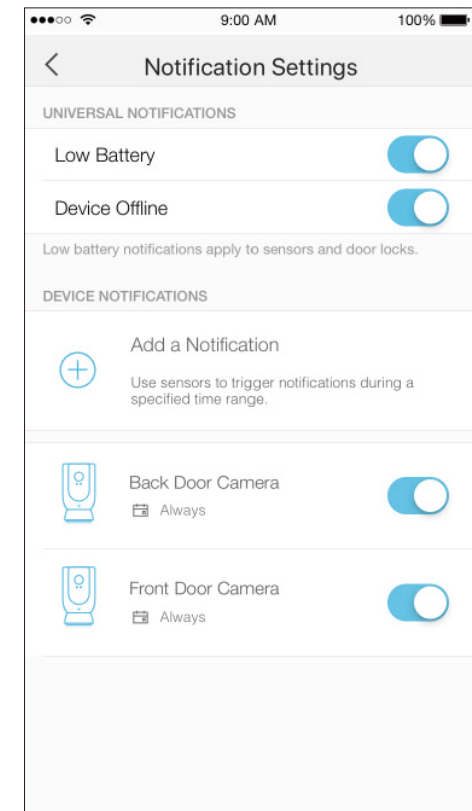 9:00 AM 100%
Notification Settings
UNIVERSAL NOTIFICATIONS
Low Battery
Device Offline
Low battery notifications apply to sensors and door locks.
DEVICE NOTIFICATIONS
Add a Notification
Use sensors to trigger notifications during a
specified time range.
Back Door Camera
Always
Front Door Camera
Always